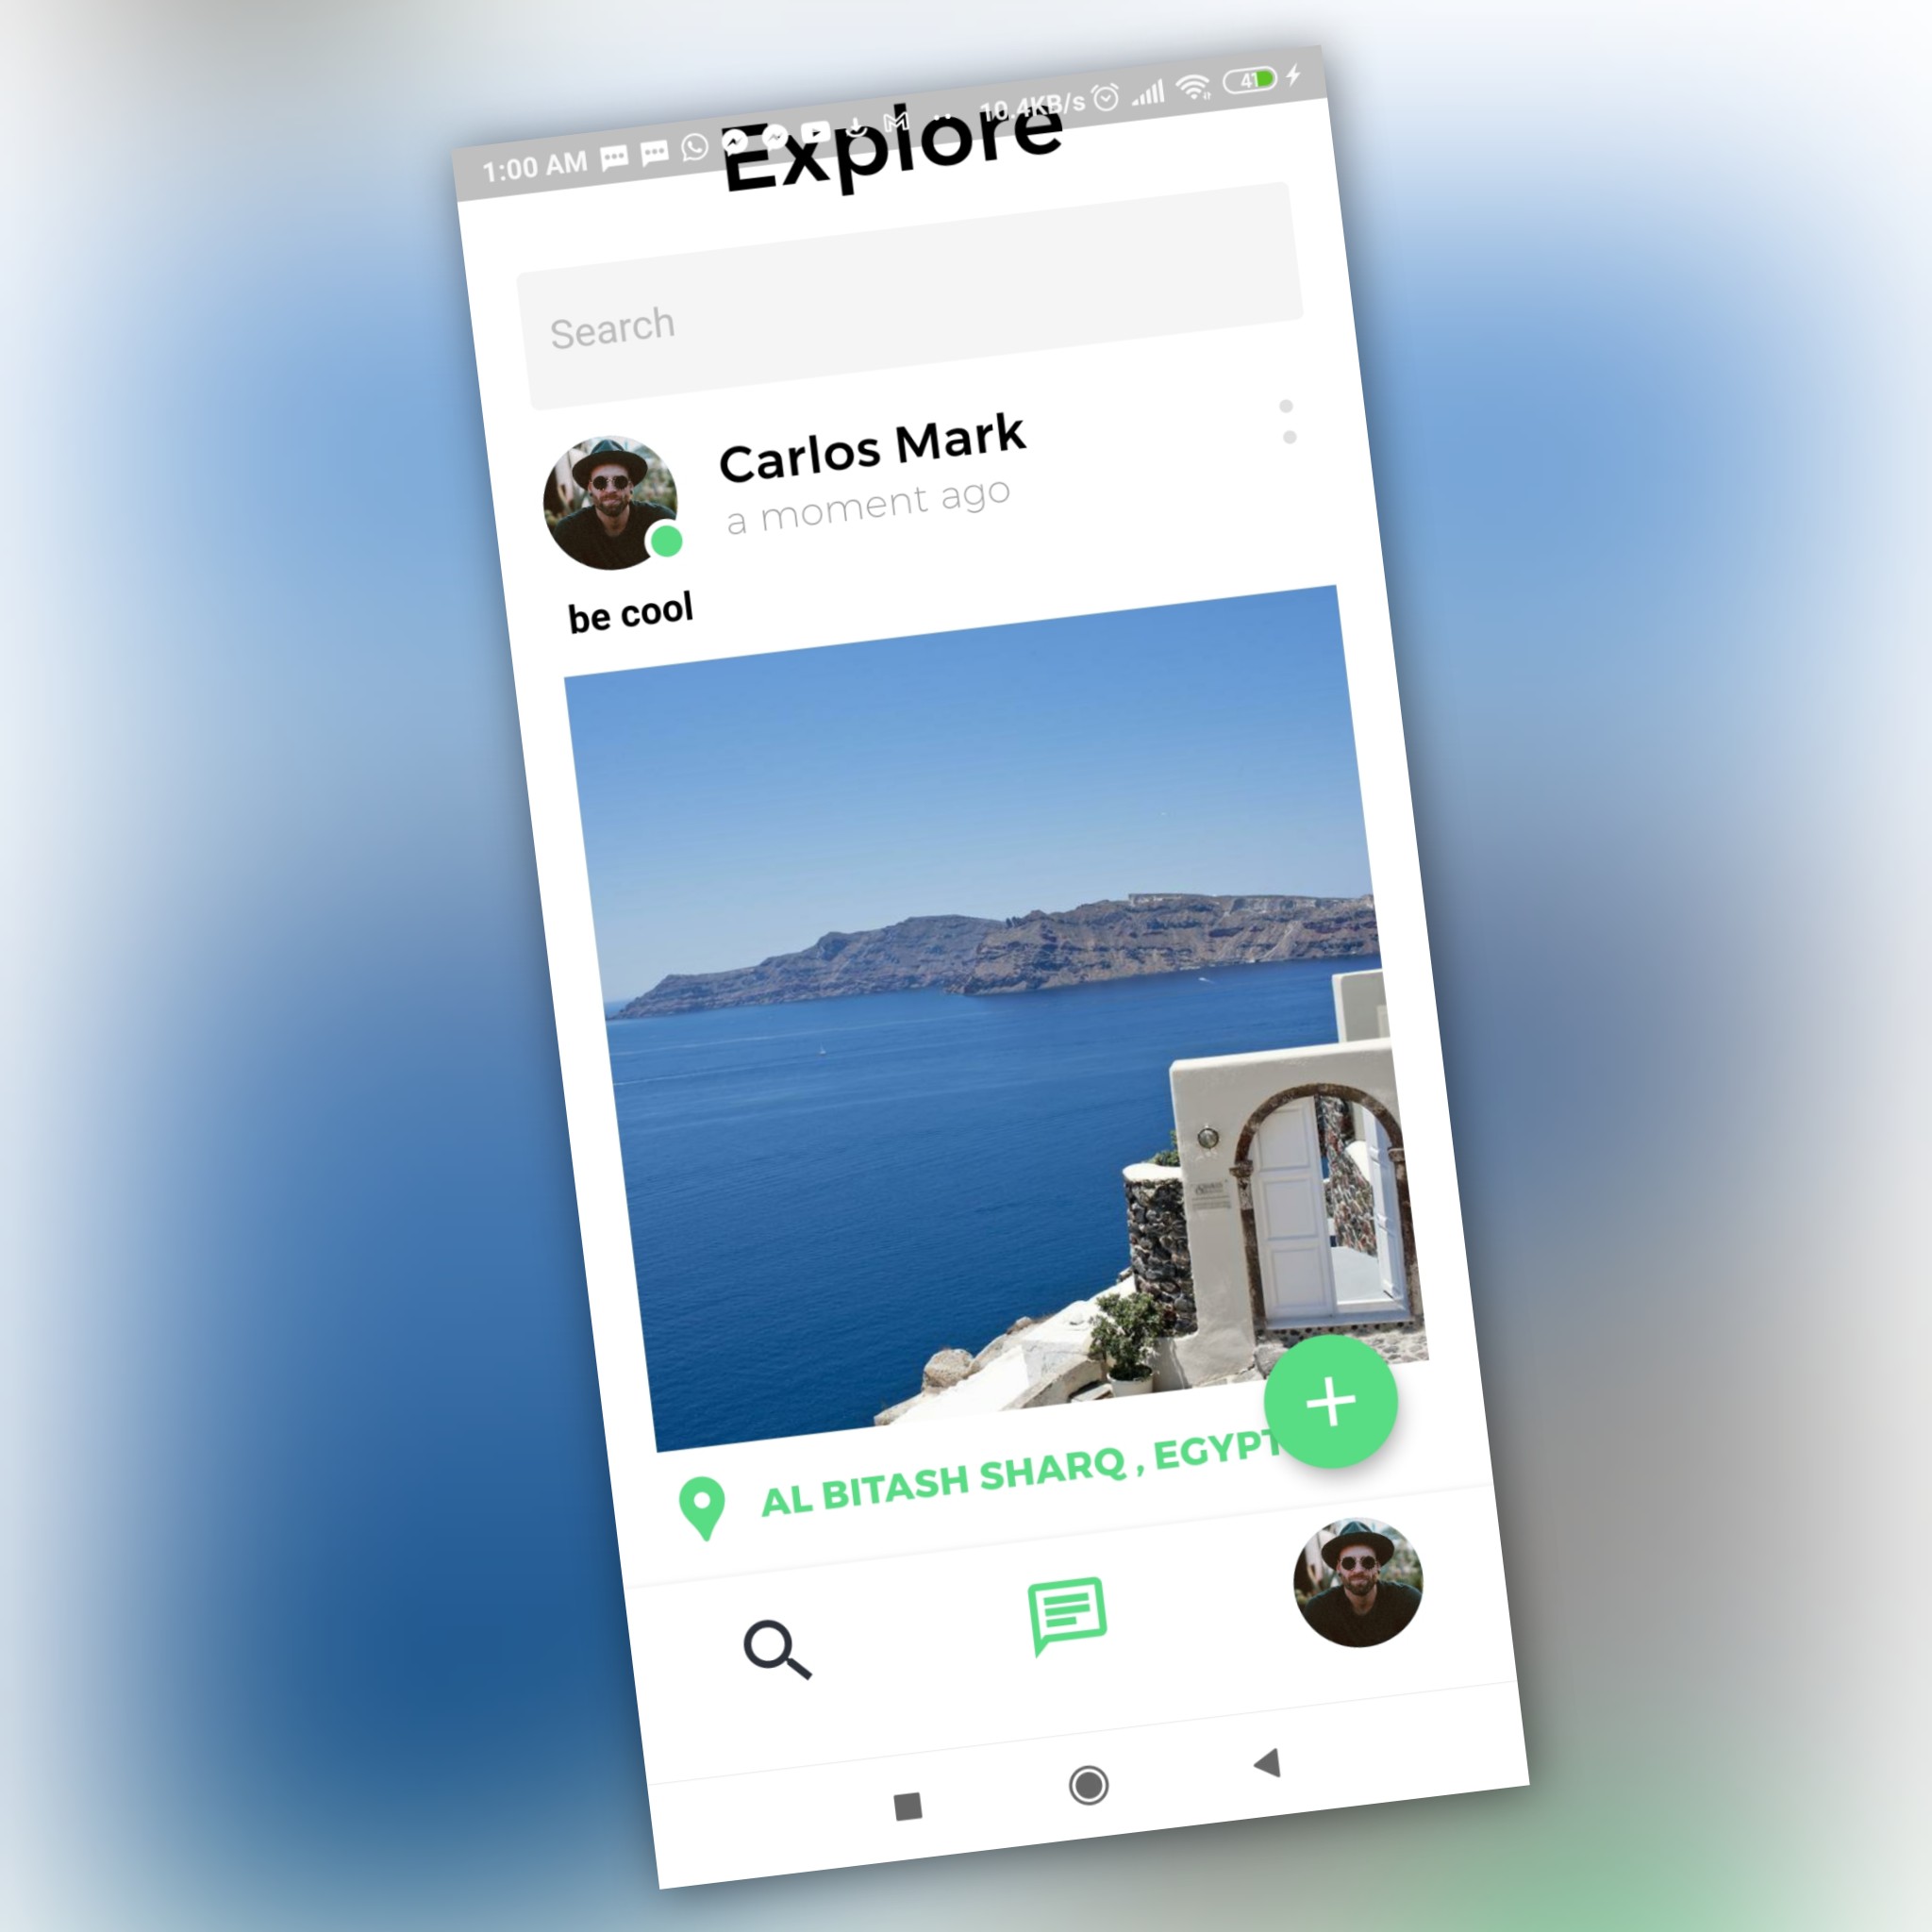 1:00 AM 10.4KB/s 41
Explore
Search
Carlos Mark
a moment ago
be cool
AL BITASH SHARQ , EGYPT